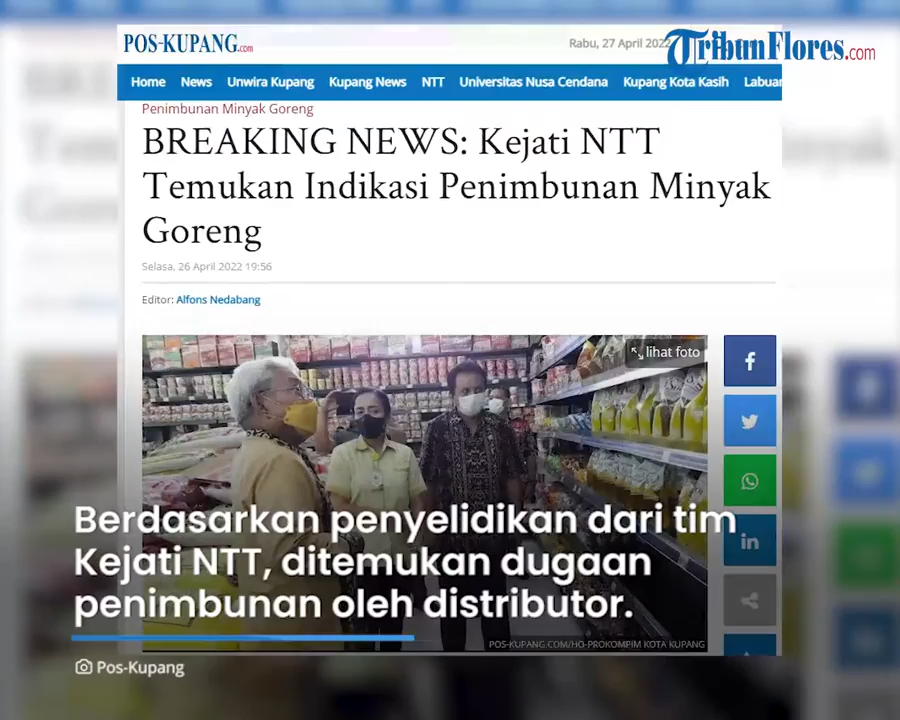 POS-KUPANG.com
Rabu, 27 April 2022
TribunFlores.com
Home News Unwira Kupang Kupang News NTT Universitas Nusa Cendana Kupang Kota Kasih Labuan
Penimbunan Minyak Goreng
BREAKING NEWS: Kejati NTT
Temukan Indikasi Penimbunan Minyak
Goreng
Selasa, 26 April 2022 19:56
Editor: Alfons Nedabang
lihat foto
Berdasarkan penyelidikan dari tim
Kejati NTT, ditemukan dugaan
penimbunan oleh distributor.
POS-KUPANG.COM/HO-PROKOMPIM KOTA KUPANG
Pos-Kupang